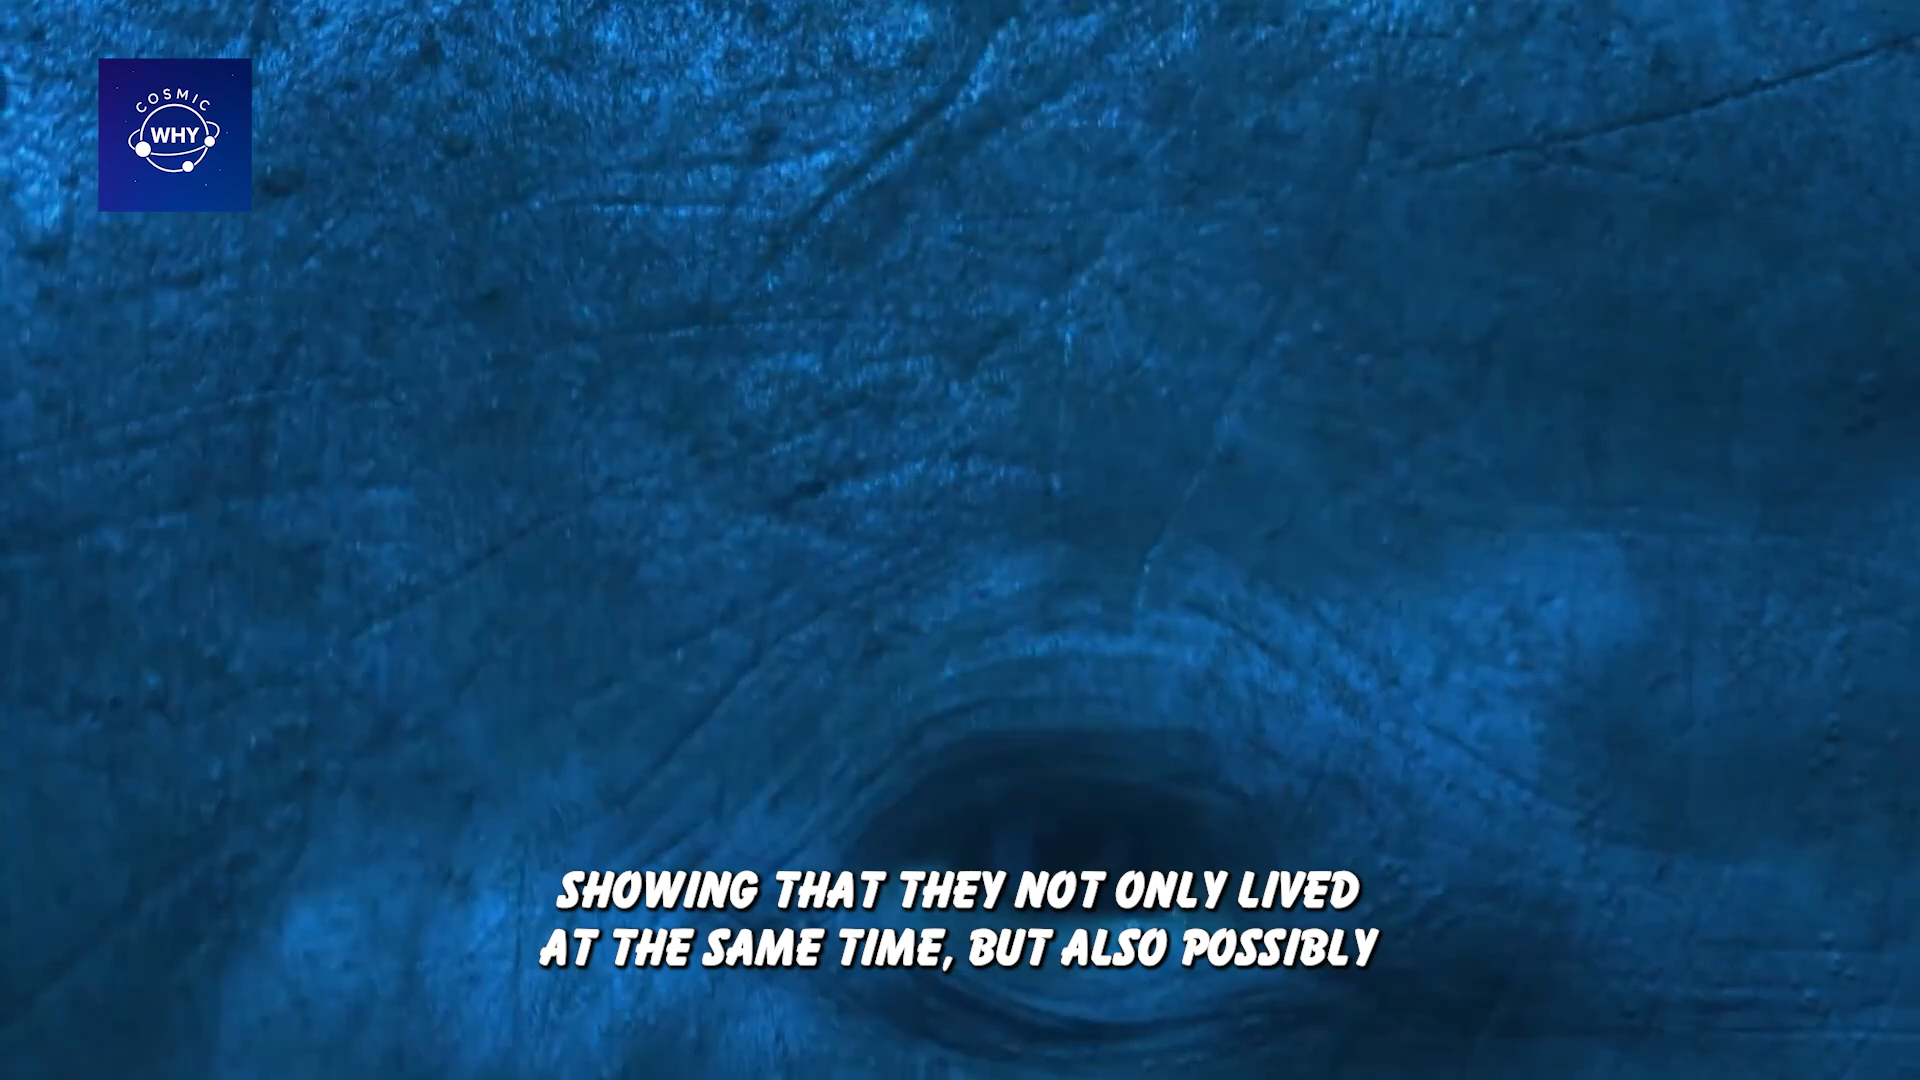 COSMIC
WHY
SHOWING THAT THEY NOT ONLY LIVED
AT THE SAME TIME, BUT ALSO POSSIBLY